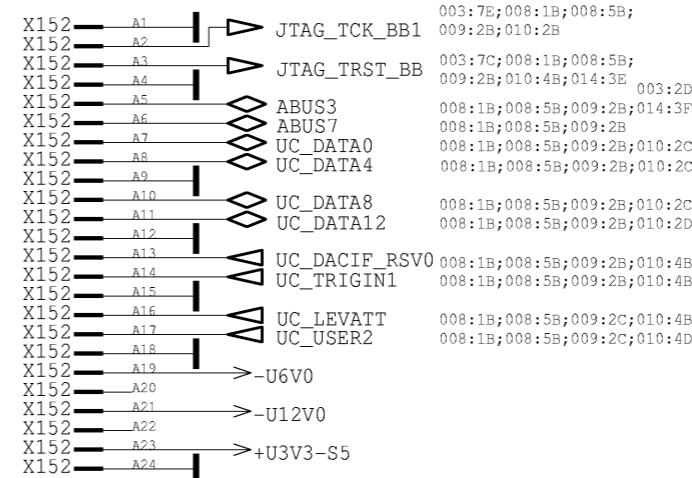 003:7E;008:1B;008:5B;
X152 A1
JTAG_TCK_BB1 009:2B;010:2B
X152 A2
003:7C;008:1B;008:5B;
X152 A3
JTAG_TRST_BB 009:2B;010:4B;014:3E
X152 A4
003:2D
X152 A5 ABUS3 008:1B;008:5B;009:2B;014:3F
X152 A6 ABUS7 008:1B;008:5B;009:2B
X152 A7 UC_DATA0 008:1B;008:5B;009:2B;010:2C
X152 A8 UC_DATA4 008:1B;008:5B;009:2B;010:2C
X152 A9
X152 A10 UC_DATA8 008:1B;008:5B;009:2B;010:2C
X152 A11 UC_DATA12 008:1B;008:5B;009:2B;010:2D
X152 A12
X152 A13 UC_DACIF_RSV0 008:1B;008:5B;009:2B;010:4B
X152 A14 UC_TRIGIN1 008:1B;008:5B;009:2B;010:4B
X152 A15
X152 A16 UC_LEVATT 008:1B;008:5B;009:2C;010:4B
X152 A17 UC_USER2 008:1B;008:5B;009:2C;010:4D
X152 A18
X152 A19 -U6V0
X152 A20
X152 A21 -U12V0
X152 A22
X152 A23 +U3V3-S5
X152 A24